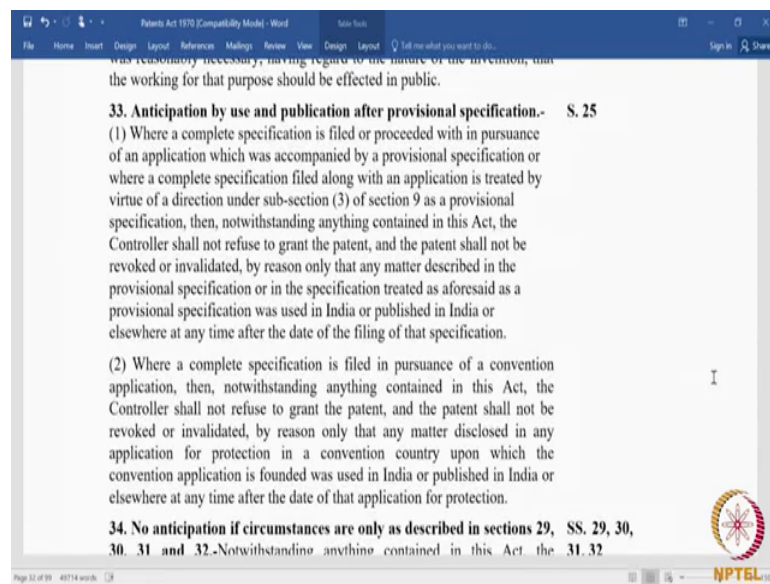 Patents Act 1970 [Compatibility Mode] - Word
Table Tools
File Home Insert Design Layout References Mailings Review View Design Layout Tell me what you want to do... Sign in Share
was reasonably necessary, having regard to the nature of the invention, that
the working for that purpose should be effected in public.
33. Anticipation by use and publication after provisional specification.- S. 25
(1) Where a complete specification is filed or proceeded with in pursuance
of an application which was accompanied by a provisional specification or
where a complete specification filed along with an application is treated by
virtue of a direction under sub-section (3) of section 9 as a provisional
specification, then, notwithstanding anything contained in this Act, the
Controller shall not refuse to grant the patent, and the patent shall not be
revoked or invalidated, by reason only that any matter described in the
provisional specification or in the specification treated as aforesaid as a
provisional specification was used in India or published in India or
elsewhere at any time after the date of the filing of that specification.
(2) Where a complete specification is filed in pursuance of a convention
application, then, notwithstanding anything contained in this Act, the
Controller shall not refuse to grant the patent, and the patent shall not be
revoked or invalidated, by reason only that any matter disclosed in any
application for protection in a convention country upon which the
convention application is founded was used in India or published in India or
elsewhere at any time after the date of that application for protection.
34. No anticipation if circumstances are only as described in sections 29, SS. 29, 30,
30, 31 and 32.-Notwithstanding anything contained in this Act, the 31, 32
Page 32 of 99 49714 words
NPTEL